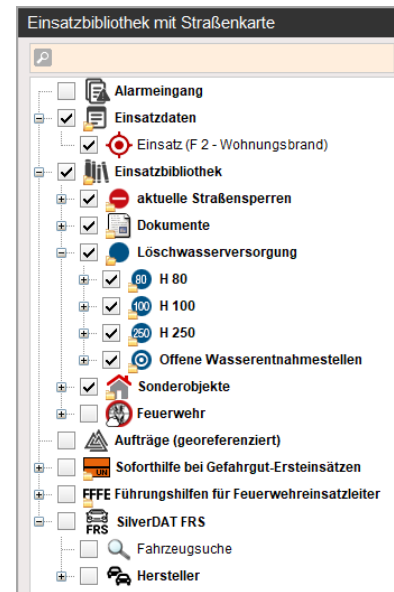 Einsatzbibliothek mit Straßenkarte
Alarmeingang
Einsatzdaten
Einsatz (F 2 - Wohnungsbrand)
Einsatzbibliothek
aktuelle Straßensperren
Dokumente
Löschwasserversorgung
80 H 80
100 H 100
250 H 250
Offene Wasserentnahmestellen
Sonderobjekte
Feuerwehr
Aufträge (georeferenziert)
UN Soforthilfe bei Gefahrgut-Ersteinsätzen
FFFE Führungshilfen für Feuerwehreinsatzleiter
FRS SilverDAT FRS
Fahrzeugsuche
Hersteller